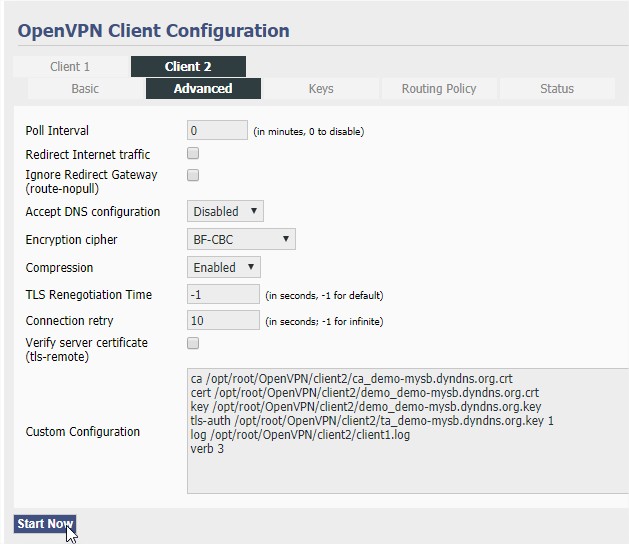 OpenVPN Client Configuration
Client 1 Client 2
Basic Advanced Keys Routing Policy Status
Poll Interval 0 (in minutes, 0 to disable)
Redirect Internet traffic
Ignore Redirect Gateway
(route-nopull)
Accept DNS configuration Disabled
Encryption cipher BF-CBC
Compression Enabled
TLS Renegotiation Time -1 (in seconds, -1 for default)
Connection retry 10 (in seconds; -1 for infinite)
Verify server certificate
(tls-remote)
Custom Configuration
ca /opt/root/OpenVPN/client2/ca_demo-mysb.dyndns.org.crt
cert /opt/root/OpenVPN/client2/demo_demo-mysb.dyndns.org.crt
key /opt/root/OpenVPN/client2/demo_demo-mysb.dyndns.org.key
tls-auth /opt/root/OpenVPN/client2/ta_demo-mysb.dyndns.org.key 1
log /opt/root/OpenVPN/client2/client1.log
verb 3
Start Now